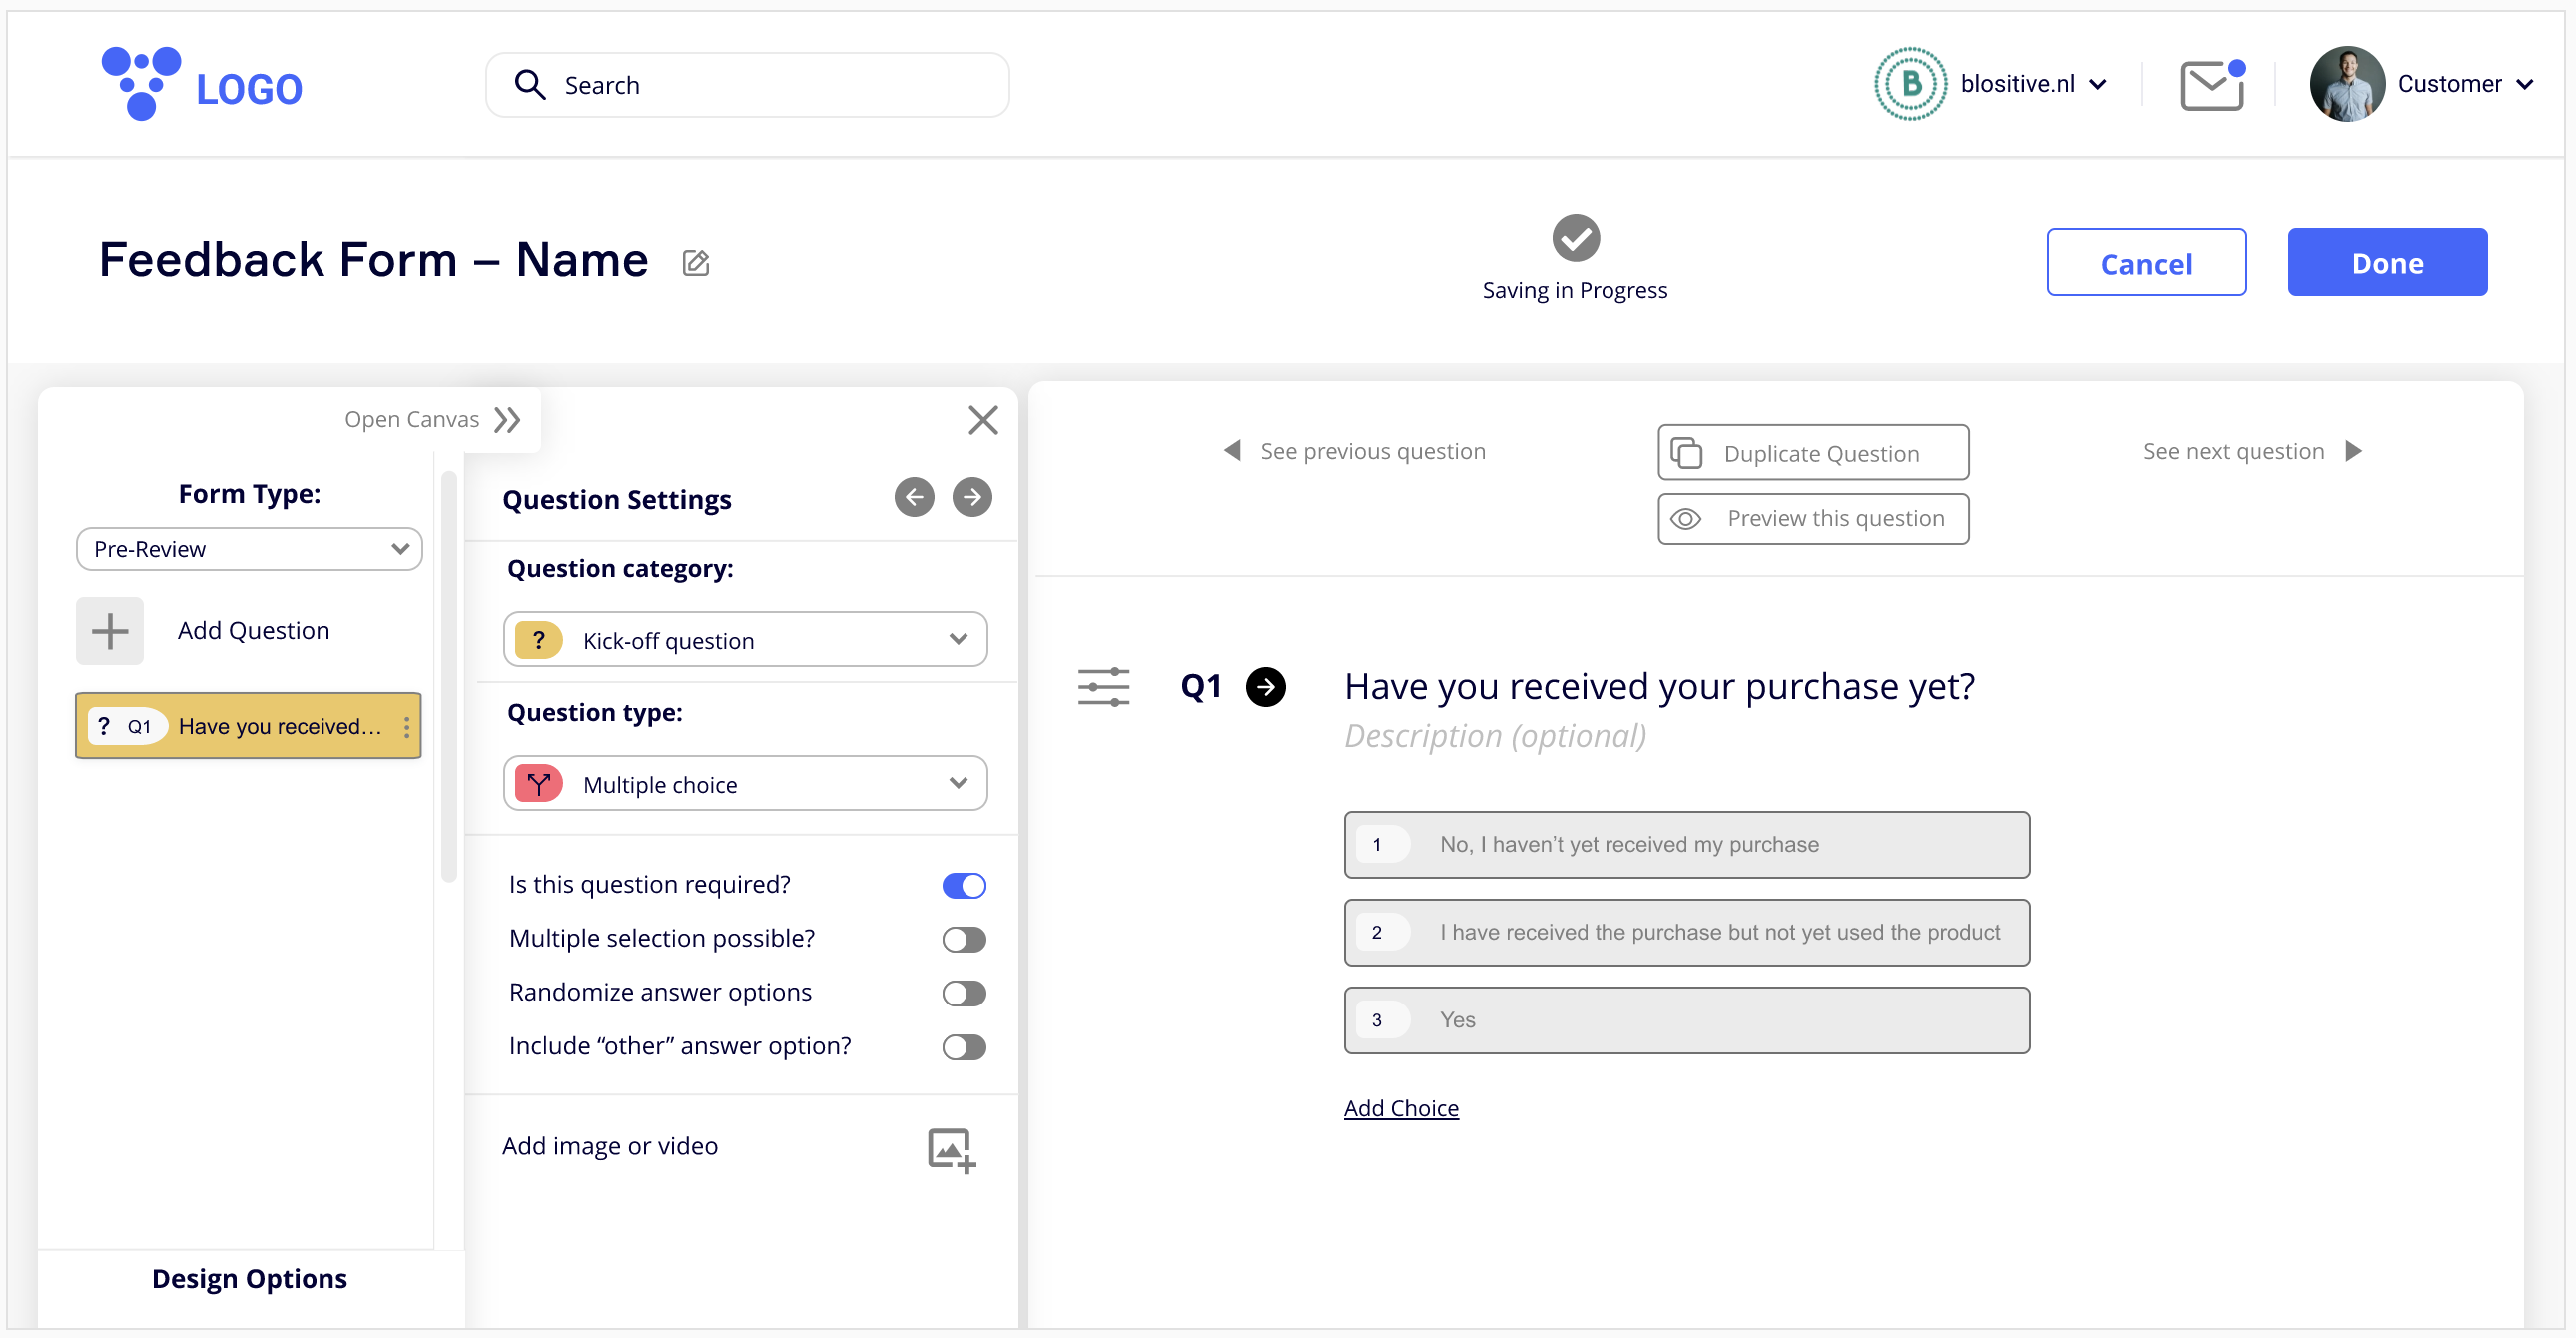 LOGO
Search
B
blositive.nl
Customer
Feedback Form – Name
Saving in Progress
Cancel
Done
Open Canvas
Form Type:
Pre-Review
Add Question
? Q1 Have you received...
Design Options
Question Settings
Question category:
? Kick-off question
Question type:
Multiple choice
Is this question required?
Multiple selection possible?
Randomize answer options
Include “other” answer option?
Add image or video
See previous question
Duplicate Question
Preview this question
See next question
Q1
Have you received your purchase yet?
Description (optional)
1 No, I haven’t yet received my purchase
2 I have received the purchase but not yet used the product
3 Yes
Add Choice